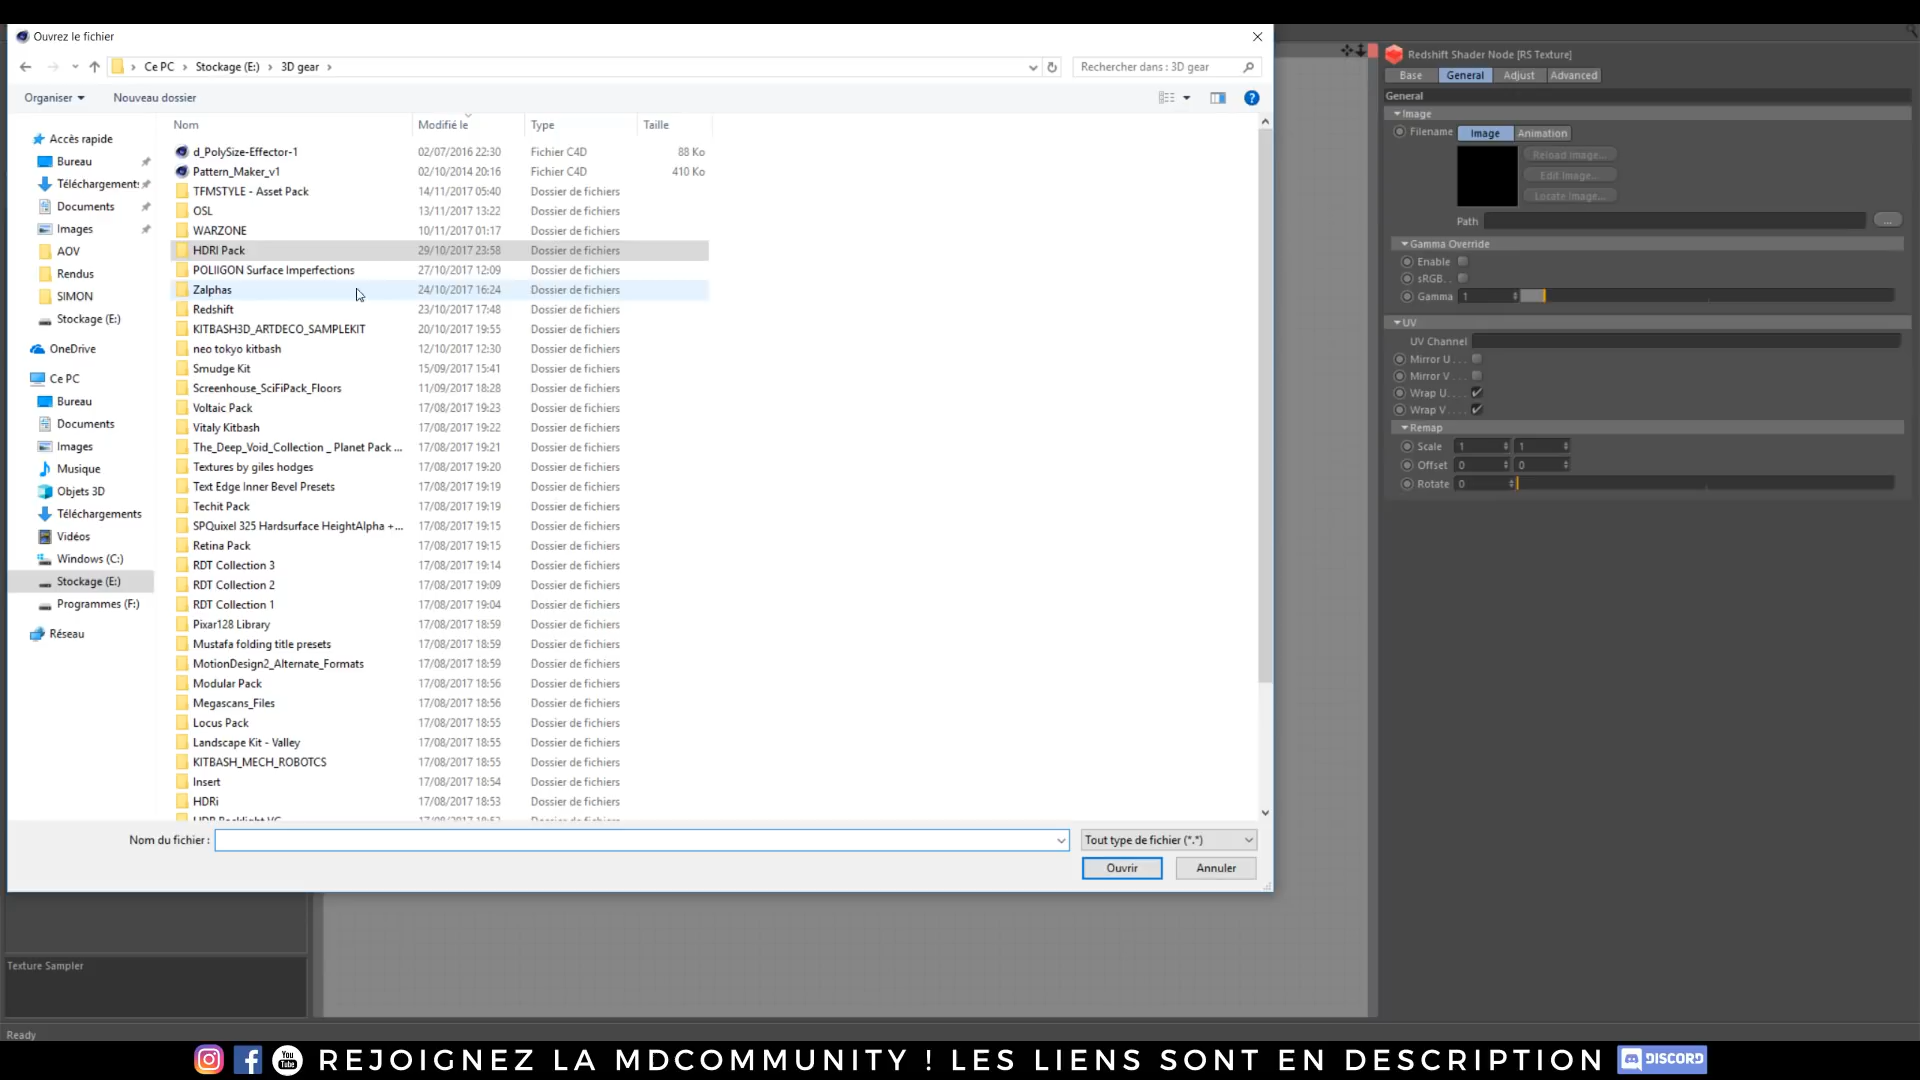 Ouvrez le fichier
Ce PC › Stockage (E:) › 3D gear ›
Rechercher dans : 3D gear
Organiser
Nouveau dossier
Nom Modifié le Type Taille
d_PolySize-Effector-1 02/07/2016 22:30 Fichier C4D 88 Ko
Pattern_Maker_v1 02/10/2014 20:16 Fichier C4D 410 Ko
TFMSTYLE - Asset Pack 14/11/2017 05:40 Dossier de fichiers
OSL 13/11/2017 13:22 Dossier de fichiers
WARZONE 10/11/2017 01:17 Dossier de fichiers
HDRI Pack 29/10/2017 23:58 Dossier de fichiers
POLIIGON Surface Imperfections 27/10/2017 12:09 Dossier de fichiers
Zalphas 24/10/2017 16:24 Dossier de fichiers
Redshift 23/10/2017 17:48 Dossier de fichiers
KITBASH3D_ARTDECO_SAMPLEKIT 20/10/2017 19:55 Dossier de fichiers
neo tokyo kitbash 12/10/2017 12:30 Dossier de fichiers
Smudge Kit 15/09/2017 15:41 Dossier de fichiers
Screenhouse_SciFiPack_Floors 11/09/2017 18:28 Dossier de fichiers
Voltaic Pack 17/08/2017 19:23 Dossier de fichiers
Vitaly Kitbash 17/08/2017 19:22 Dossier de fichiers
The_Deep_Void_Collection _ Planet Pack ... 17/08/2017 19:21 Dossier de fichiers
Textures by giles hodges 17/08/2017 19:20 Dossier de fichiers
Text Edge Inner Bevel Presets 17/08/2017 19:19 Dossier de fichiers
Techit Pack 17/08/2017 19:19 Dossier de fichiers
SPQuixel 325 Hardsurface HeightAlpha +... 17/08/2017 19:15 Dossier de fichiers
Retina Pack 17/08/2017 19:15 Dossier de fichiers
RDT Collection 3 17/08/2017 19:14 Dossier de fichiers
RDT Collection 2 17/08/2017 19:09 Dossier de fichiers
RDT Collection 1 17/08/2017 19:04 Dossier de fichiers
Pixar128 Library 17/08/2017 18:59 Dossier de fichiers
Mustafa folding title presets 17/08/2017 18:59 Dossier de fichiers
MotionDesign2_Alternate_Formats 17/08/2017 18:59 Dossier de fichiers
Modular Pack 17/08/2017 18:56 Dossier de fichiers
Megascans_Files 17/08/2017 18:56 Dossier de fichiers
Locus Pack 17/08/2017 18:55 Dossier de fichiers
Landscape Kit - Valley 17/08/2017 18:55 Dossier de fichiers
KITBASH_MECH_ROBOTCS 17/08/2017 18:55 Dossier de fichiers
Insert 17/08/2017 18:54 Dossier de fichiers
HDRi 17/08/2017 18:53 Dossier de fichiers
Accès rapide
Bureau
Téléchargement:
Documents
Images
AOV
Rendus
SIMON
Stockage (E:)
OneDrive
Ce PC
Bureau
Documents
Images
Musique
Objets 3D
Téléchargements
Vidéos
Windows (C:)
Stockage (E:)
Programmes (F:)
Réseau
Nom du fichier :
Tout type de fichier (*.*)
Ouvrir
Annuler
Redshift Shader Node [RS Texture]
Base General Adjust Advanced
General
Image
Filename Image Animation
Reload Image...
Edit Image...
Locate Image...
Path ...
Gamma Override
Enable
sRGB . .
Gamma 1
UV
UV Channel
Mirror U . . .
Mirror V . . .
Wrap U . . .
Wrap V . . . .
Remap
Scale 1 1
Offset 0 0
Rotate 0
Texture Sampler
Ready
You Tube
REJOIGNEZ LA MDCOMMUNITY ! LES LIENS SONT EN DESCRIPTION
DISCORD